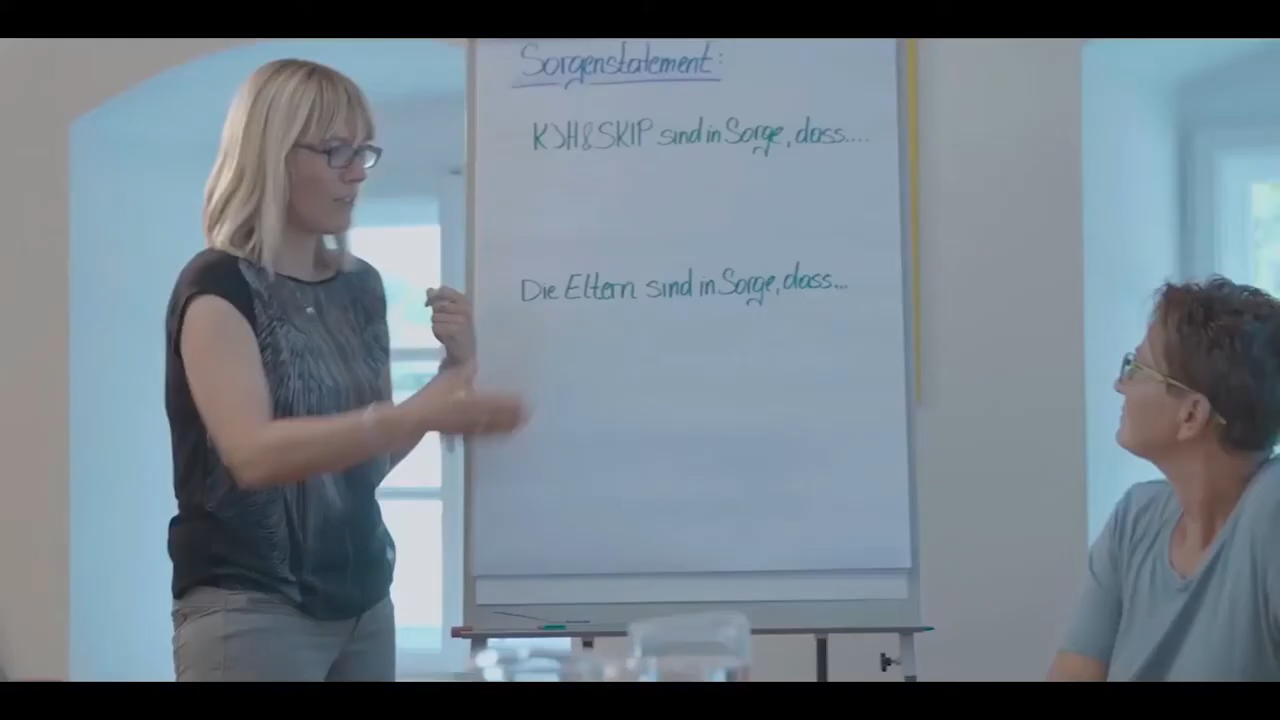 Sorgenstatement:
KJH & SKIP sind in Sorge, dass....
Die Eltern sind in Sorge, dass...